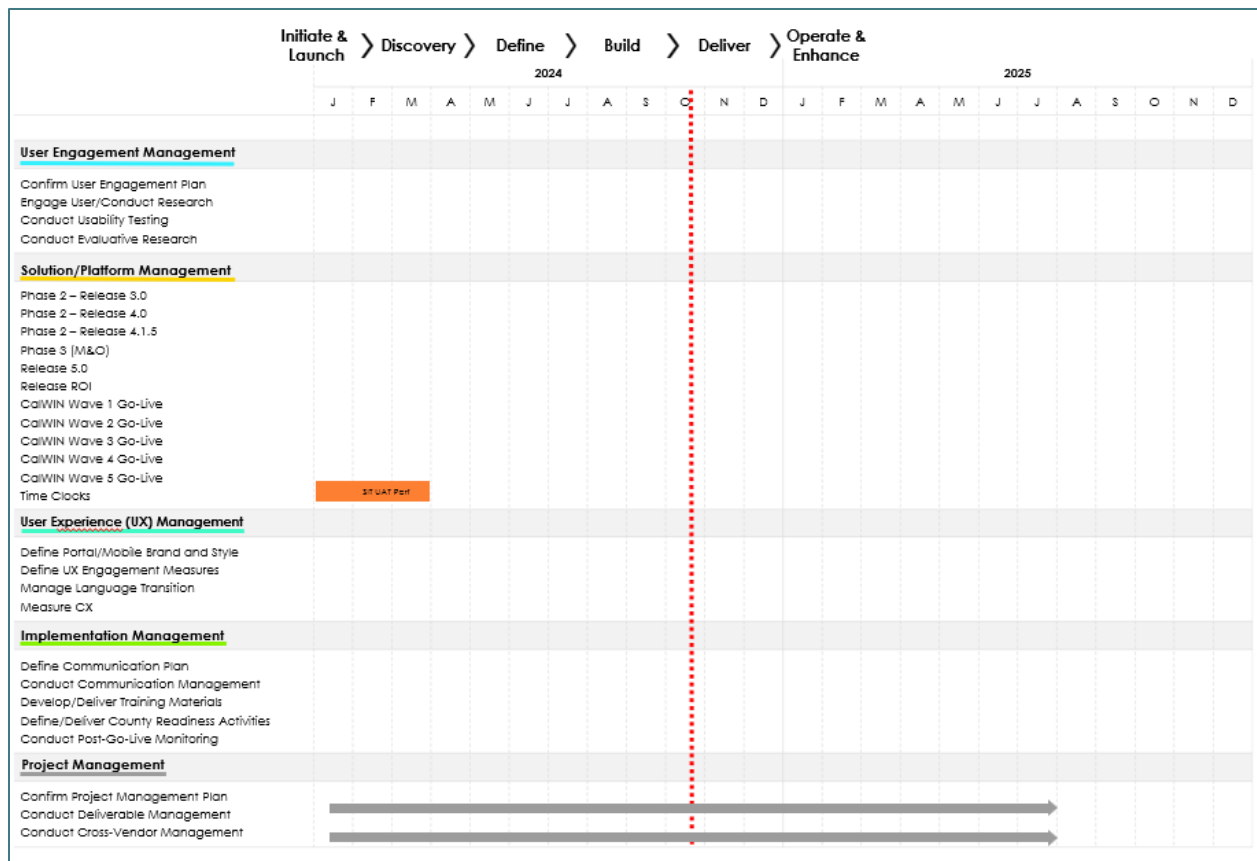 Initiate & Launch Discovery Define Build Deliver Operate & Enhance
2024 2025
J F M A M J J A S O N D J F M A M J J A S O N D
User Engagement Management
Confirm User Engagement Plan
Engage User/Conduct Research
Conduct Usability Testing
Conduct Evaluative Research
Solution/Platform Management
Phase 2 – Release 3.0
Phase 2 – Release 4.0
Phase 2 – Release 4.1.5
Phase 3 (M&O)
Release 5.0
Release ROI
CalWIN Wave 1 Go-Live
CalWIN Wave 2 Go-Live
CalWIN Wave 3 Go-Live
CalWIN Wave 4 Go-Live
CalWIN Wave 5 Go-Live
Time Clocks SIT UAT Perf
User Experience (UX) Management
Define Portal/Mobile Brand and Style
Define UX Engagement Measures
Manage Language Transition
Measure CX
Implementation Management
Define Communication Plan
Conduct Communication Management
Develop/Deliver Training Materials
Define/Deliver County Readiness Activities
Conduct Post-Go-Live Monitoring
Project Management
Confirm Project Management Plan
Conduct Deliverable Management
Conduct Cross-Vendor Management